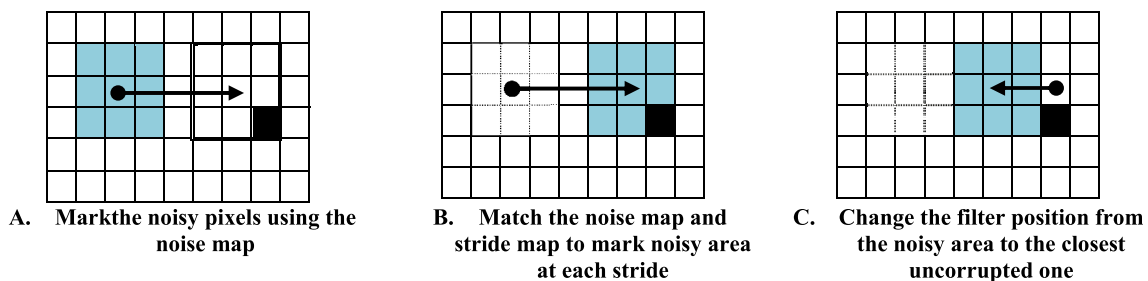 A. Markthe noisy pixels using the
noise map
B. Match the noise map and
stride map to mark noisy area
at each stride
C. Change the filter position from
the noisy area to the closest
uncorrupted one